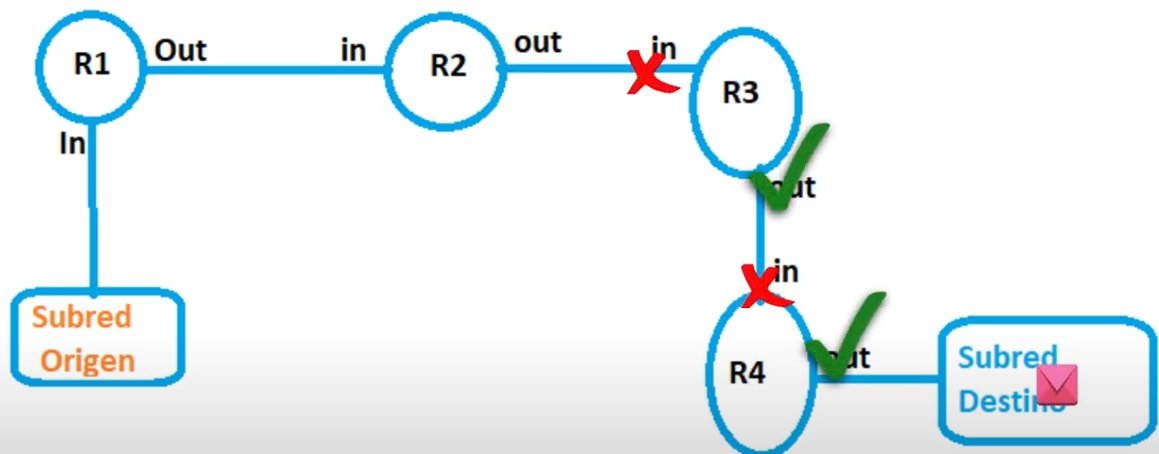 R1
Out
in
R2
out
in
R3
In
out
in
Subred
Origen
R4
out
Subred
Destino